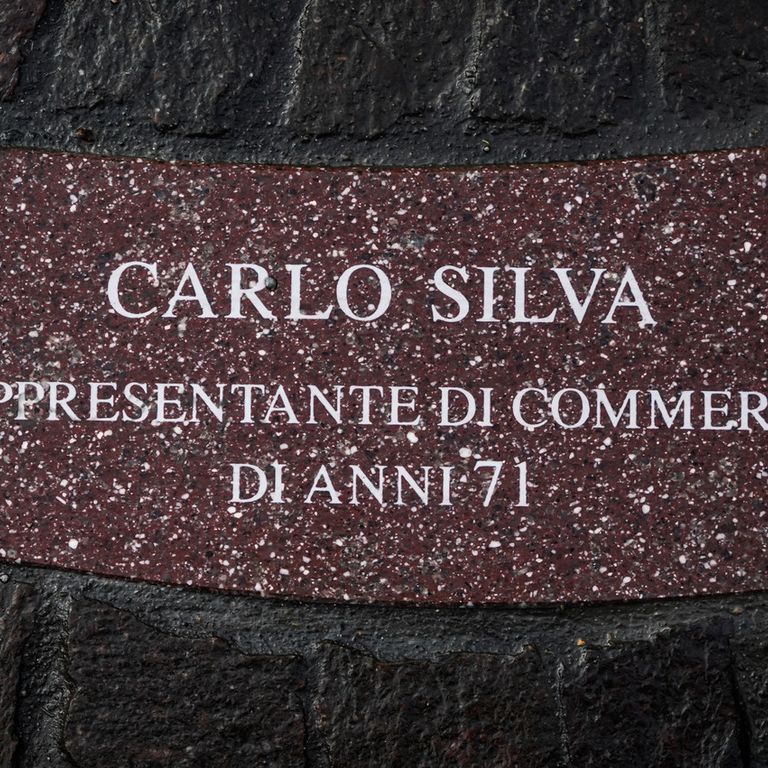 CARLO SILVA
PPRESENTANTE DI COMMER
DI ANNI 71